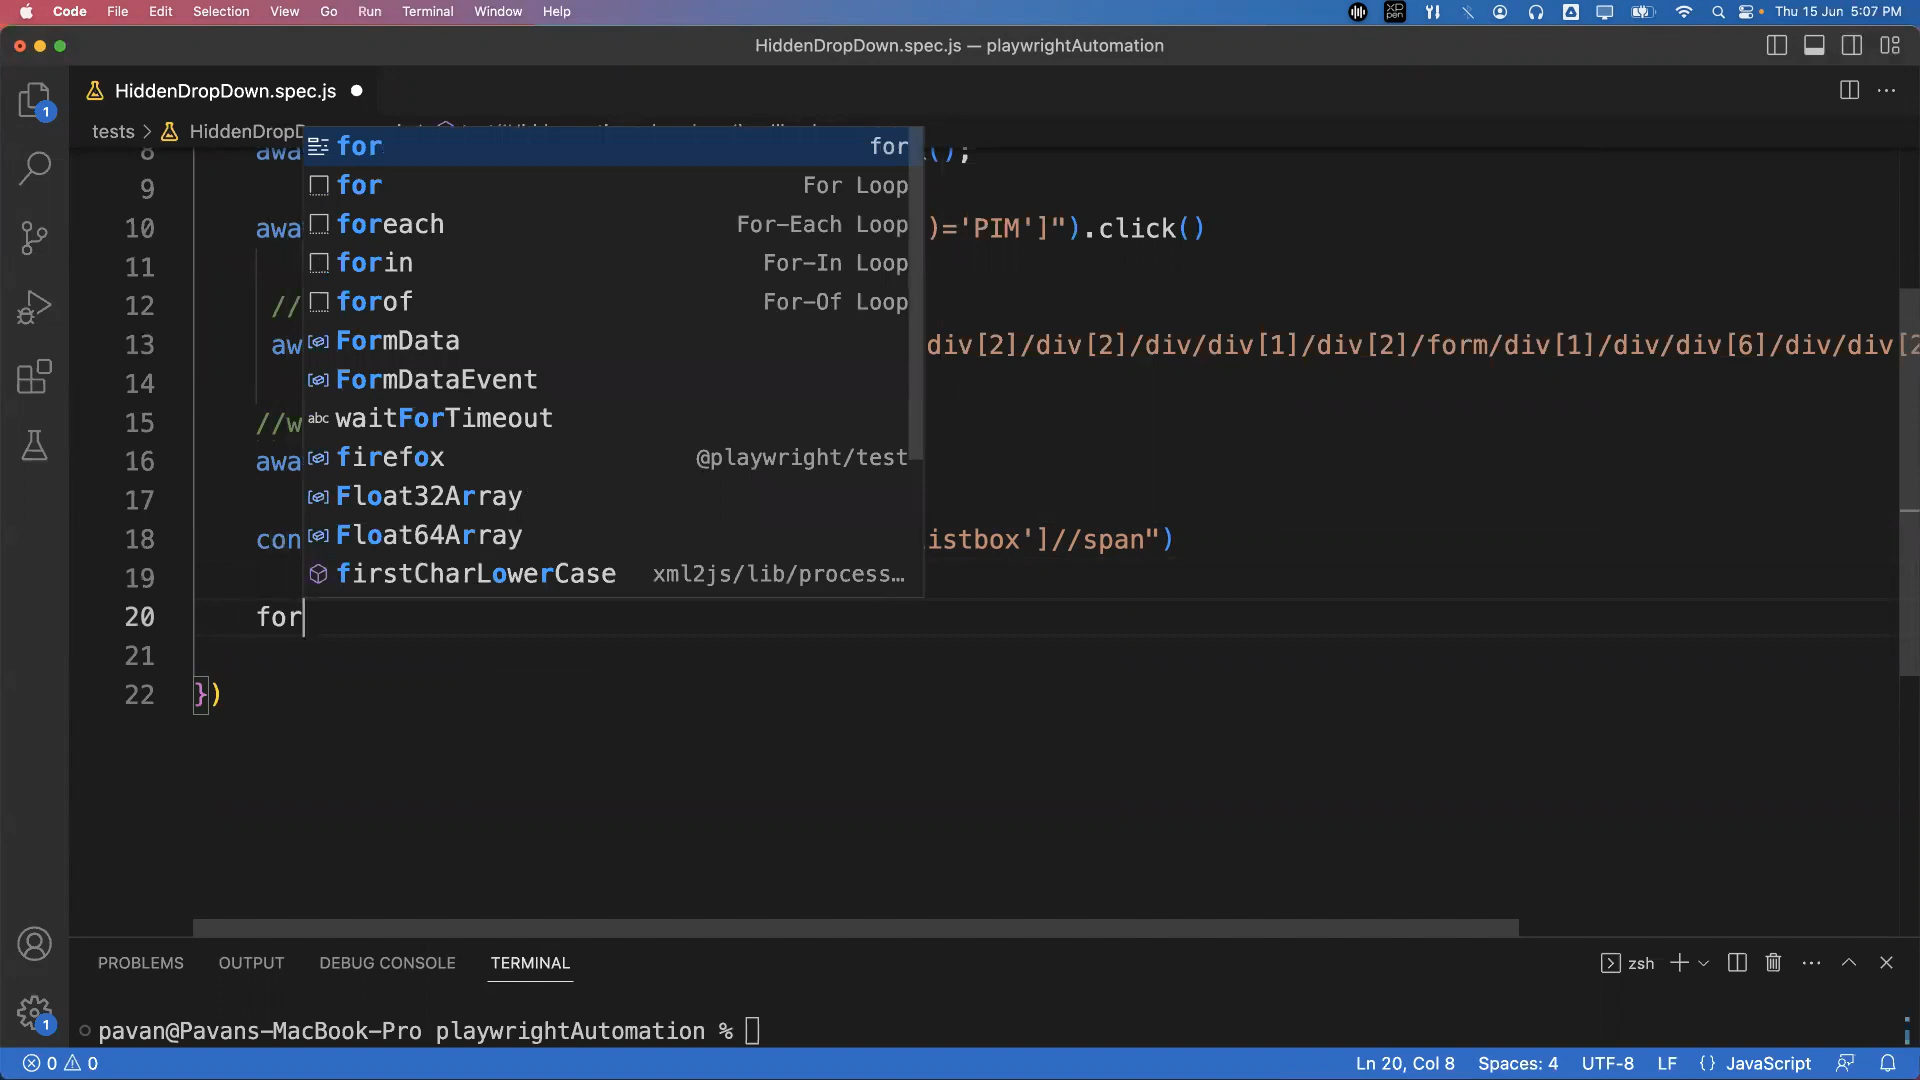 Code File Edit Selection View Go Run Terminal Window Help Thu 15 Jun 5:07 PM
HiddenDropDown.spec.js — playwrightAutomation
HiddenDropDown.spec.js
tests > HiddenDrop
8 awa ();
9
10 awa )='PIM']").click()
11
12 //
13 aw div[2]/div[2]/div/div[1]/div[2]/form/div[1]/div/div[6]/div/div[2
14
15 //w
16 awa
17
18 con istbox']//span")
19
20 for
21
22 })
for for
for For Loop
foreach For-Each Loop
forin For-In Loop
forof For-Of Loop
FormData
FormDataEvent
abc waitForTimeout
firefox @playwright/test
Float32Array
Float64Array
firstCharLowerCase xml2js/lib/process…
1
1
PROBLEMS OUTPUT DEBUG CONSOLE TERMINAL zsh
pavan@Pavans-MacBook-Pro playwrightAutomation %
0 0 Ln 20, Col 8 Spaces: 4 UTF-8 LF {} JavaScript